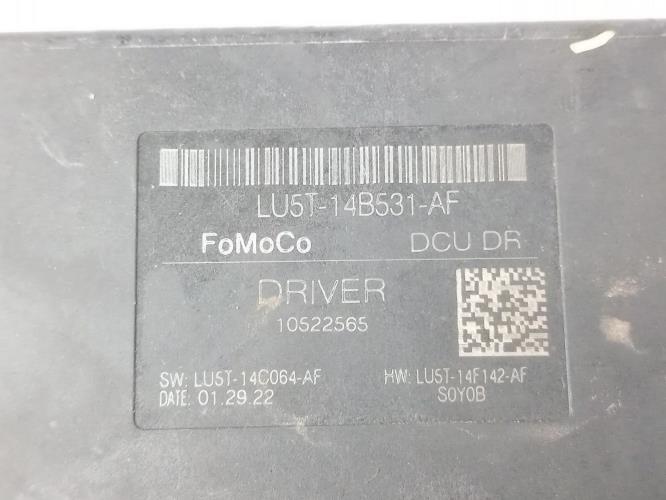 LU5T-14B531-AF
FoMoCo DCU DR
DRIVER
10522565
SW: LU5T-14C064-AF HW: LU5T-14F142-AF
DATE: 01.29.22 S0Y0B